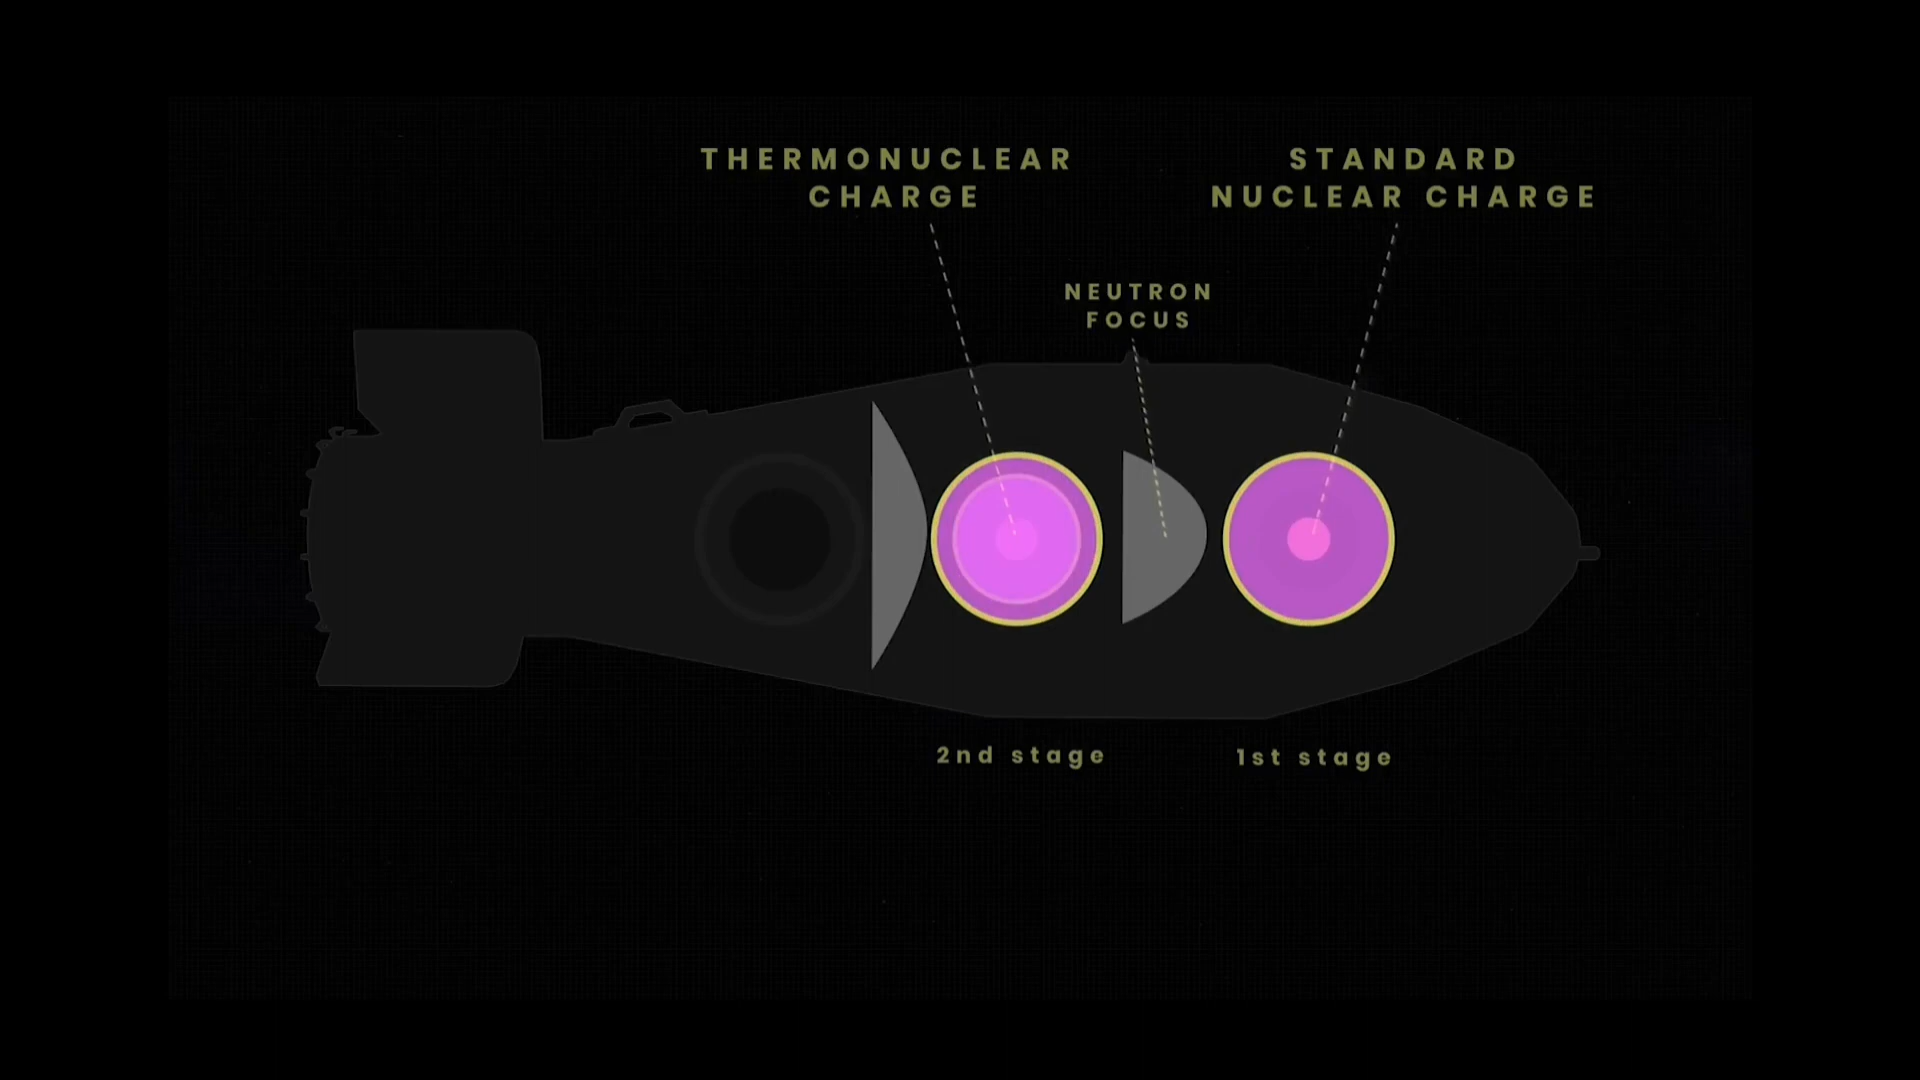 THERMONUCLEAR
CHARGE
STANDARD
NUCLEAR CHARGE
NEUTRON
FOCUS
2nd stage
1st stage